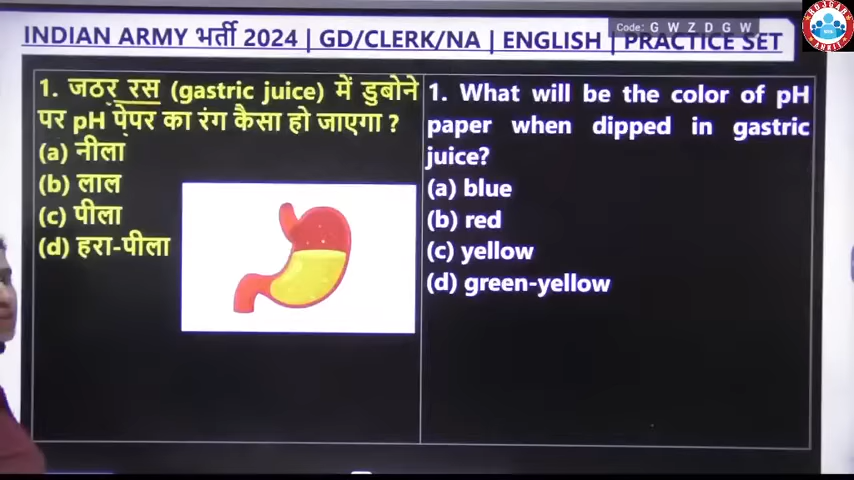 Code: G W Z D G W
INDIAN ARMY भर्ती 2024 | GD/CLERK/NA | ENGLISH | PRACTICE SET
1. जठर रस (gastric juice) में डुबोने
पर pH पेपर का रंग कैसा हो जाएगा ?
(a) नीला
(b) लाल
(c) पीला
(d) हरा-पीला
1. What will be the color of pH
paper when dipped in gastric
juice?
(a) blue
(b) red
(c) yellow
(d) green-yellow